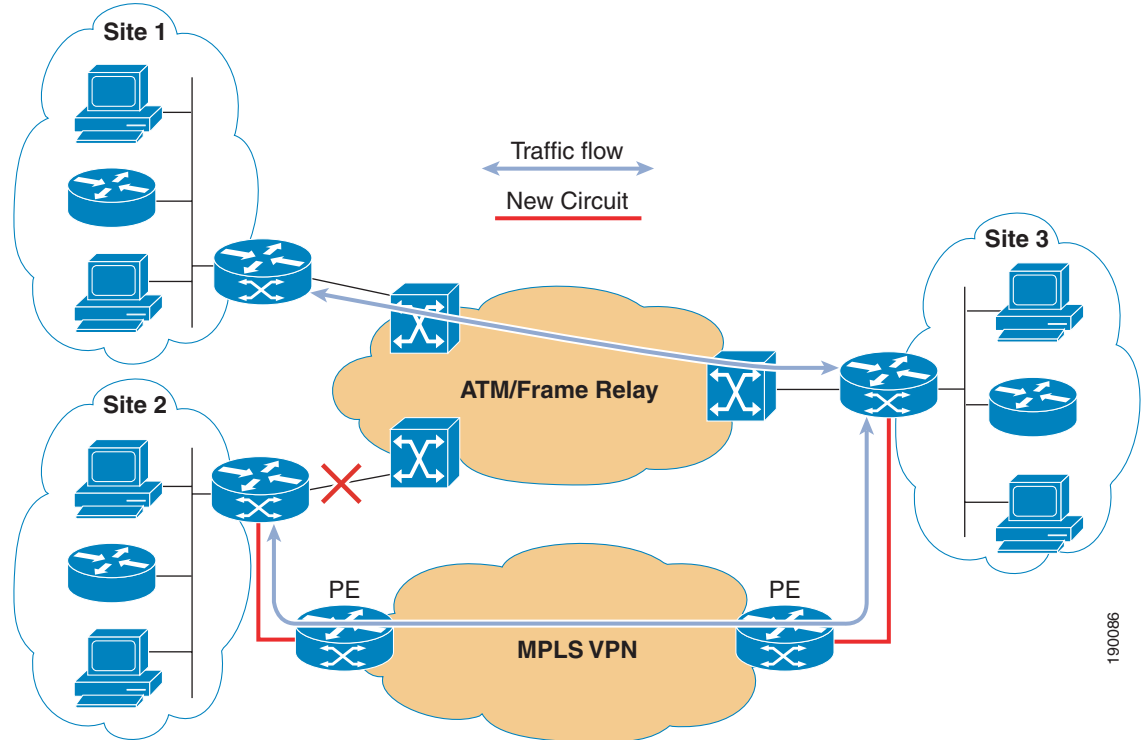 Site 1
Traffic flow
New Circuit
Site 3
ATM/Frame Relay
Site 2
PE
PE
MPLS VPN
190086